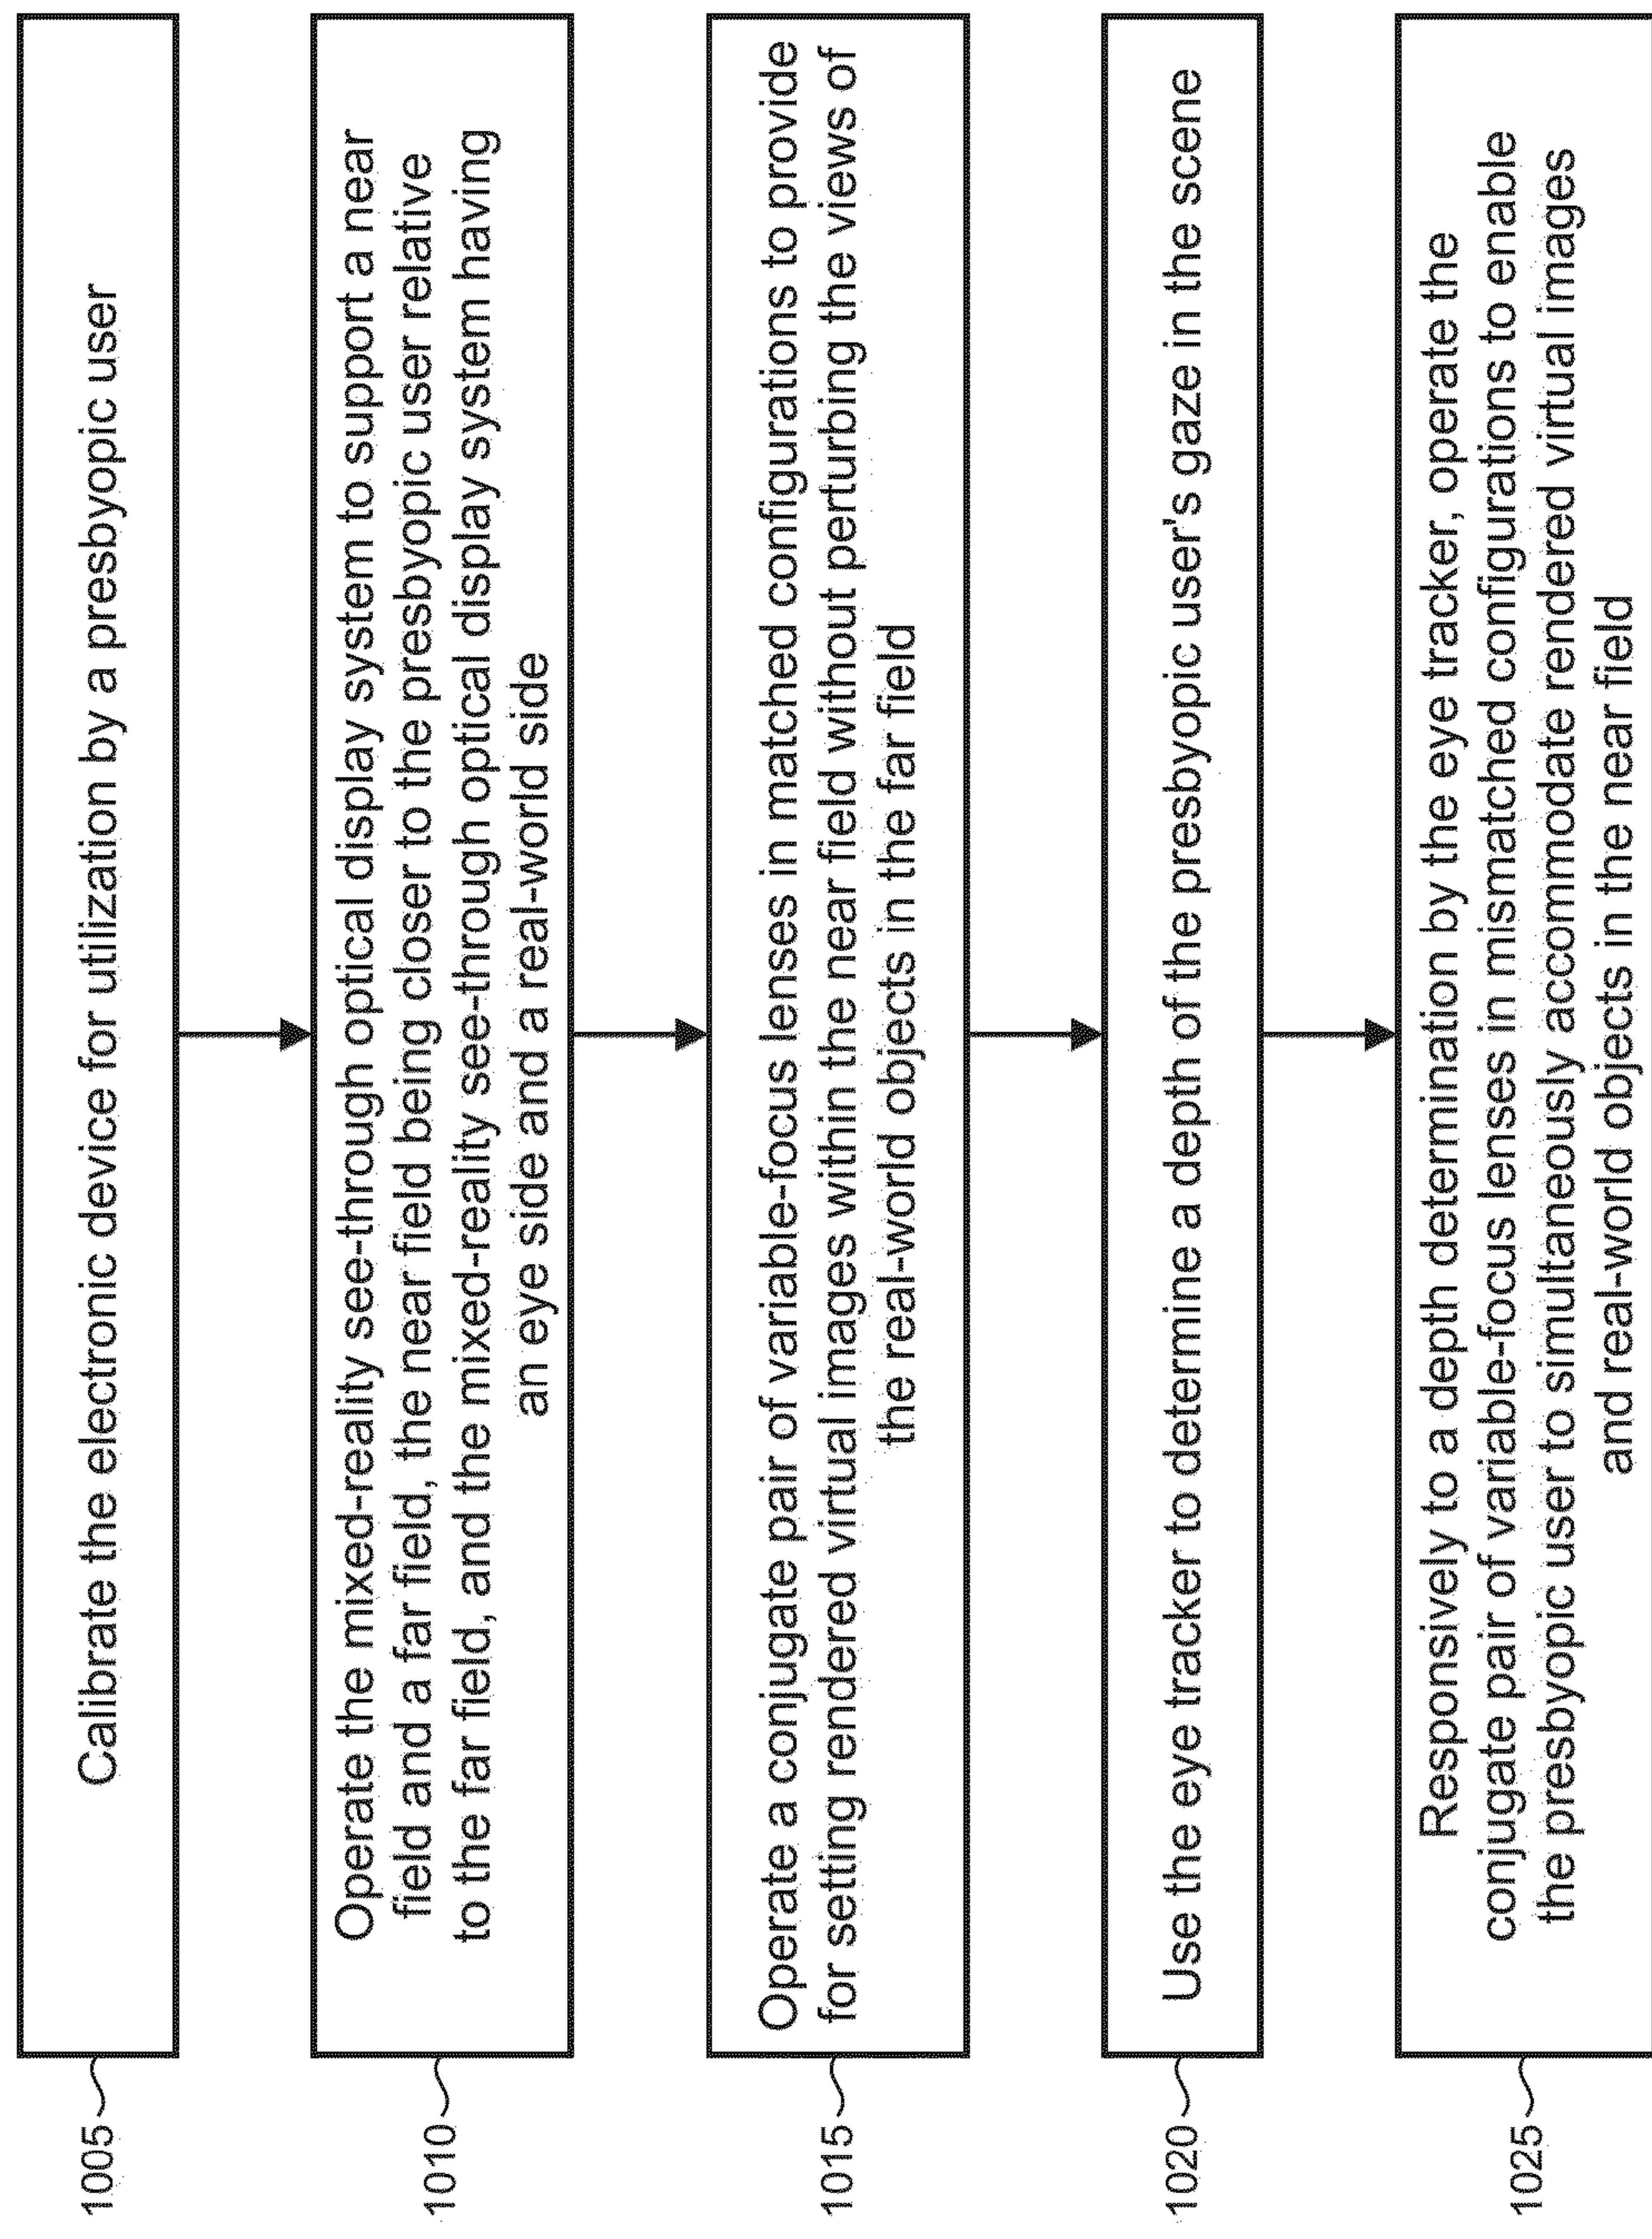 1005
Calibrate the electronic device for utilization by a presbyopic user
1010
Operate the mixed-reality see-through optical display system to support a near
field and a far field, the near field being closer to the presbyopic user relative
to the far field, and the mixed-reality see-through optical display system having
an eye side and a real-world side
1015
Operate a conjugate pair of variable-focus lenses in matched configurations to provide
for setting rendered virtual images within the near field without perturbing the views of
the real-world objects in the far field
1020
Use the eye tracker to determine a depth of the presbyopic user's gaze in the scene
1025
Responsively to a depth determination by the eye tracker, operate the
conjugate pair of variable-focus lenses in mismatched configurations to enable
the presbyopic user to simultaneously accommodate rendered virtual images
and real-world objects in the near field